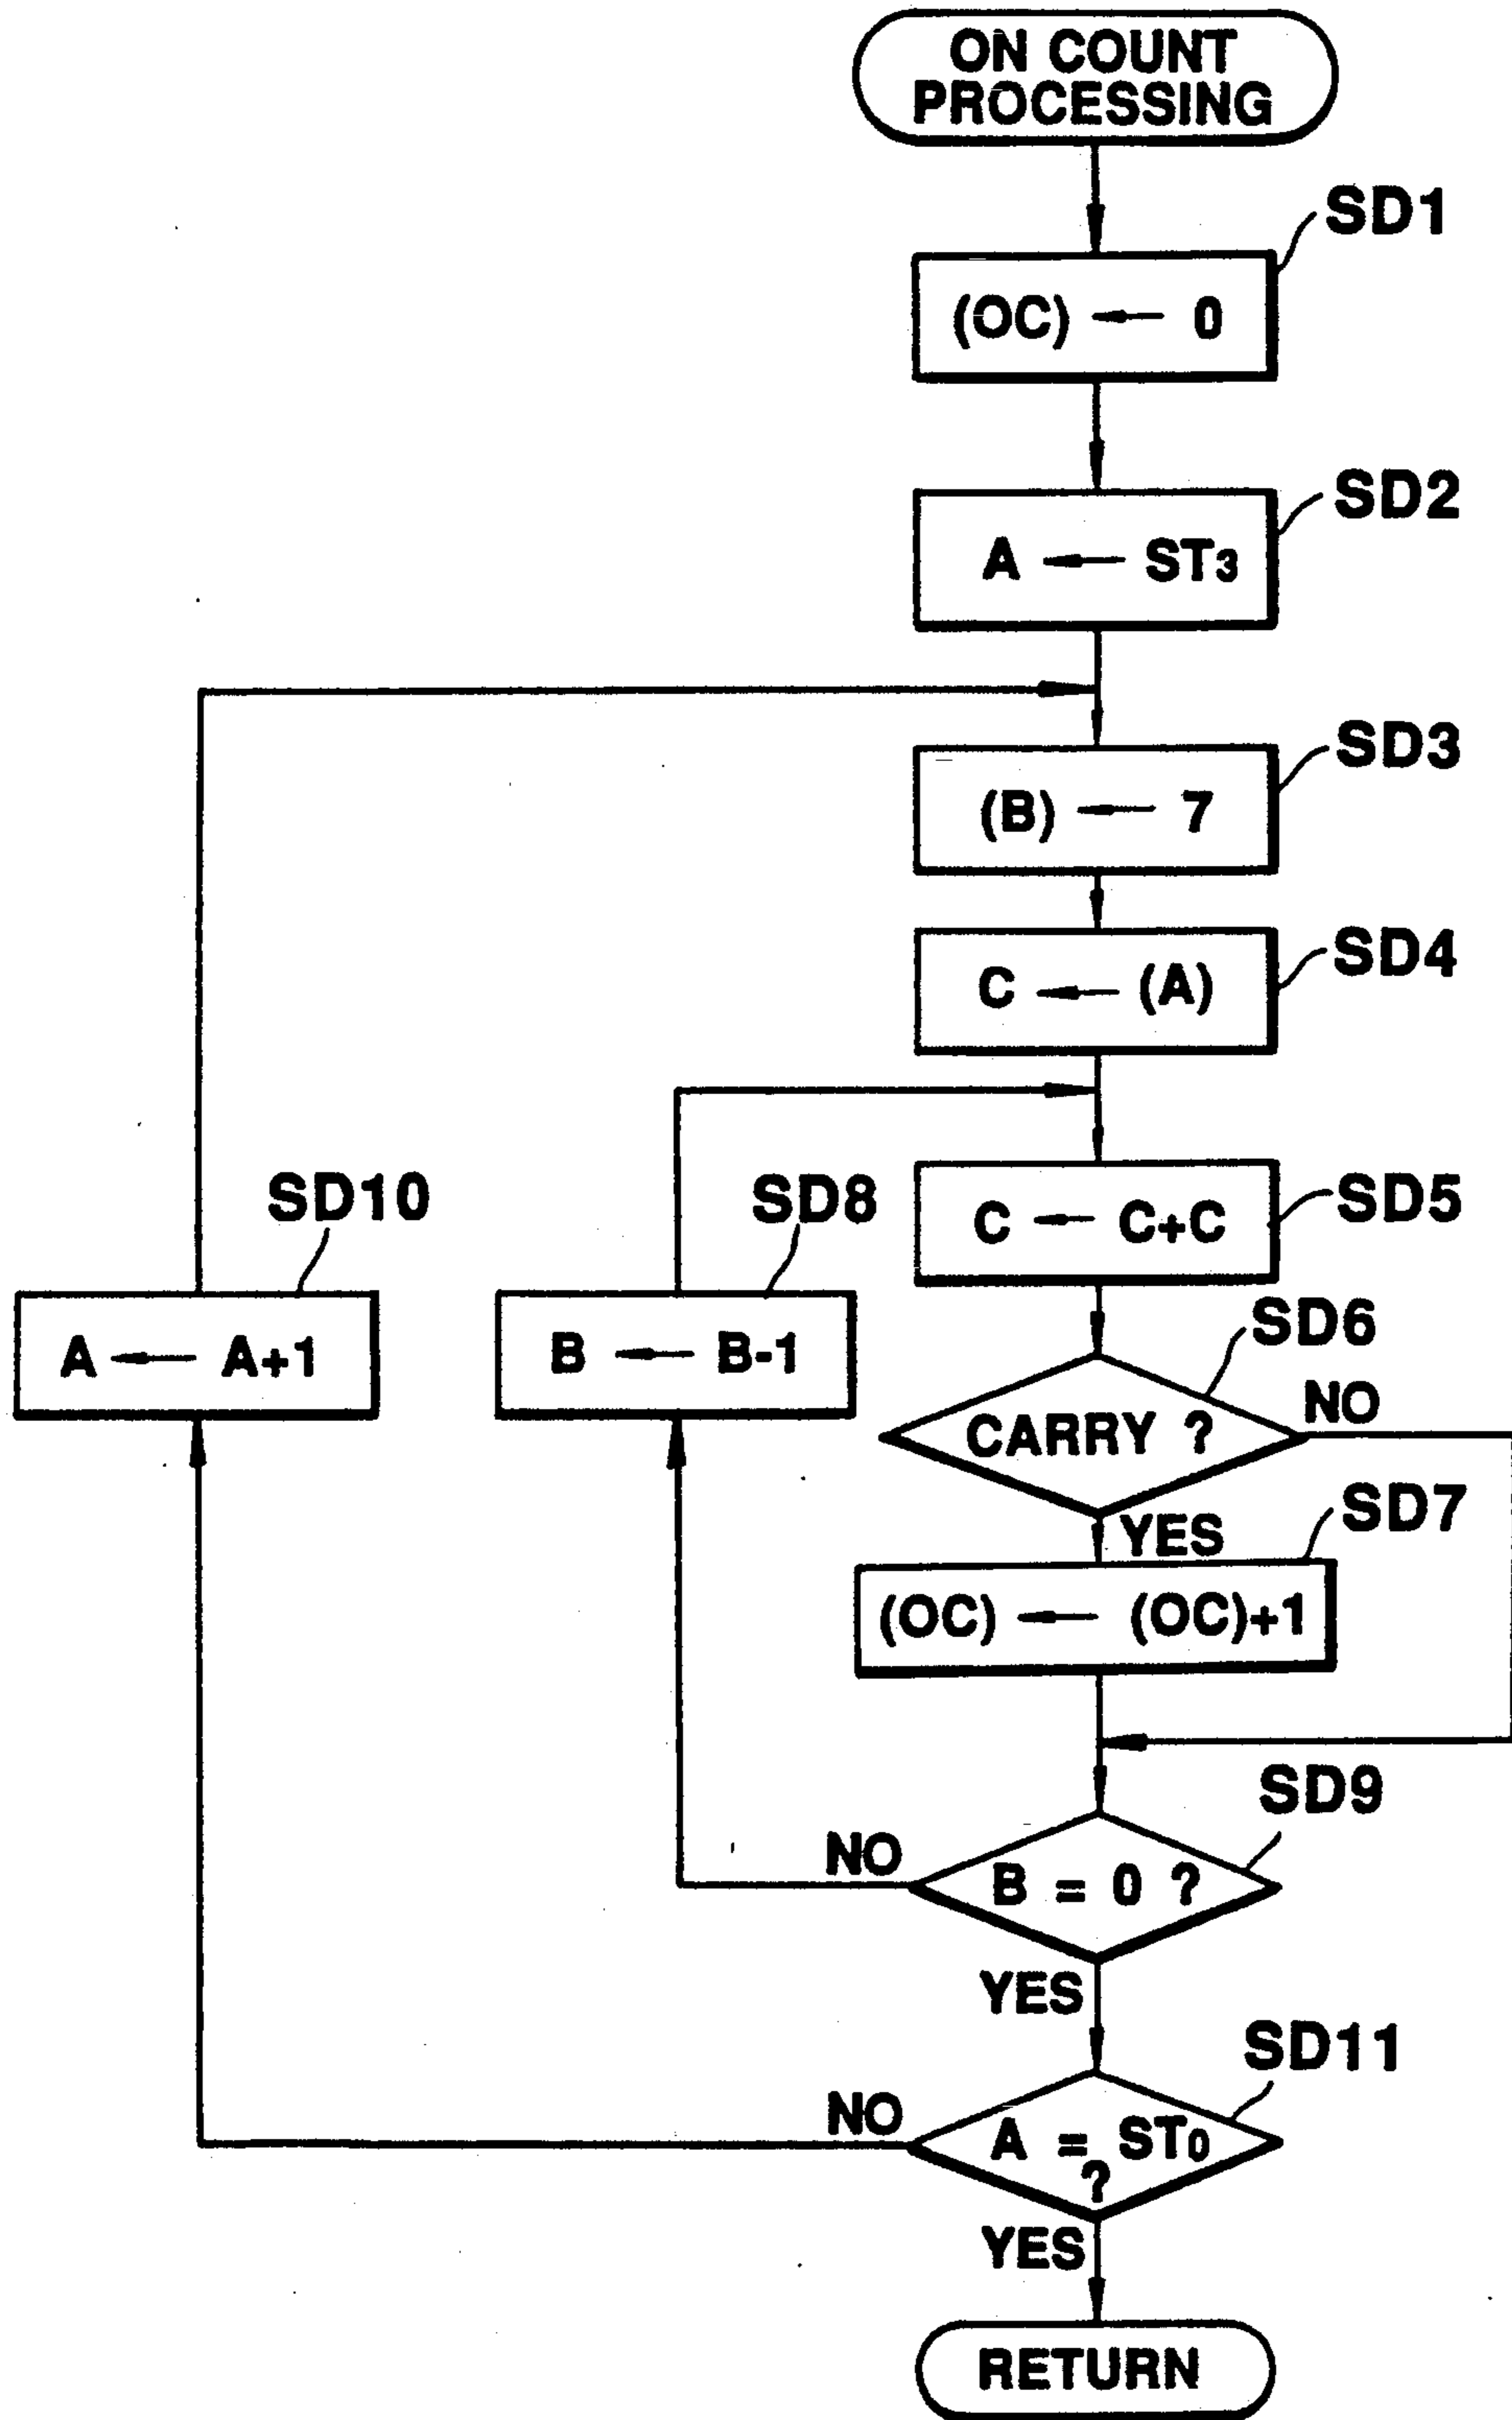 ON COUNT
PROCESSING
SD1
(OC) ← 0
SD2
A ← ST3
SD3
(B) ← 7
SD4
C ← (A)
SD5
C ← C+C
SD10
A ← A+1
SD8
B ← B-1
SD6
CARRY ?
NO
YES
SD7
(OC) ← (OC)+1
SD9
B = 0 ?
NO
YES
SD11
A = ST0
?
NO
YES
RETURN